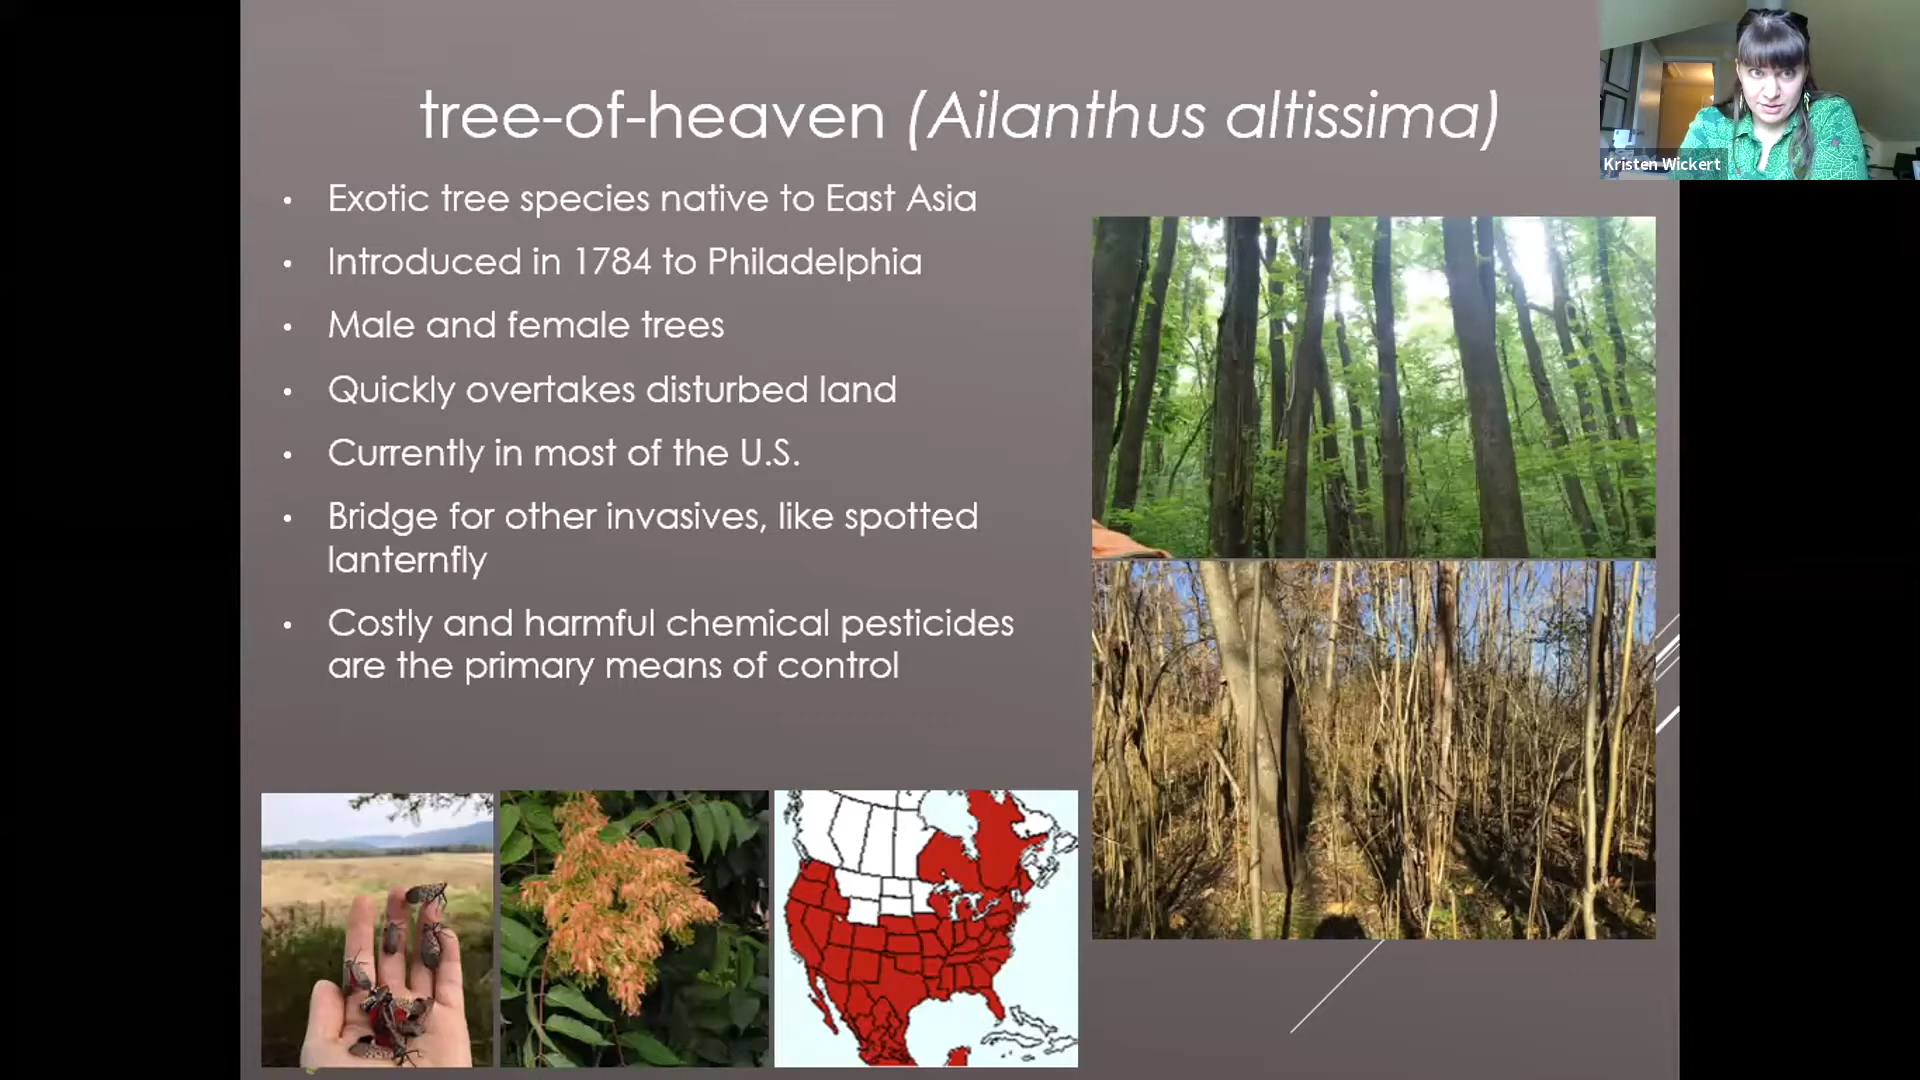 tree-of-heaven (Ailanthus altissima)
Kristen Wickert
• Exotic tree species native to East Asia
• Introduced in 1784 to Philadelphia
• Male and female trees
• Quickly overtakes disturbed land
• Currently in most of the U.S.
• Bridge for other invasives, like spotted
lanternfly
• Costly and harmful chemical pesticides
are the primary means of control